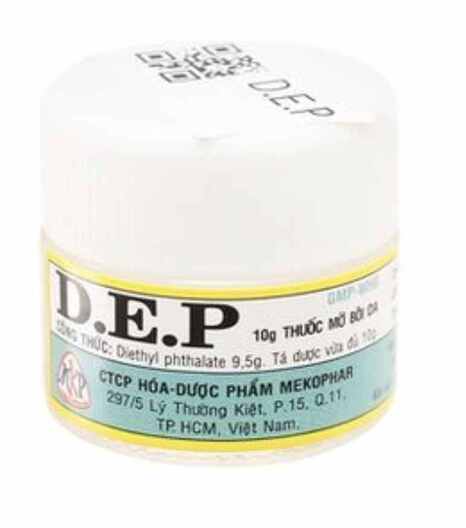 D.E.P
D.E.P
GMP-WHO
10g THUỐC MỠ BÔI DA
CÔNG THỨC: Diethyl phthalate 9,5g. Tá dược vừa đủ 10g
MKP
CTCP HÓA-DƯỢC PHẨM MEKOPHAR
297/5 Lý Thường Kiệt, P.15, Q.11,
TP. HCM, Việt Nam.